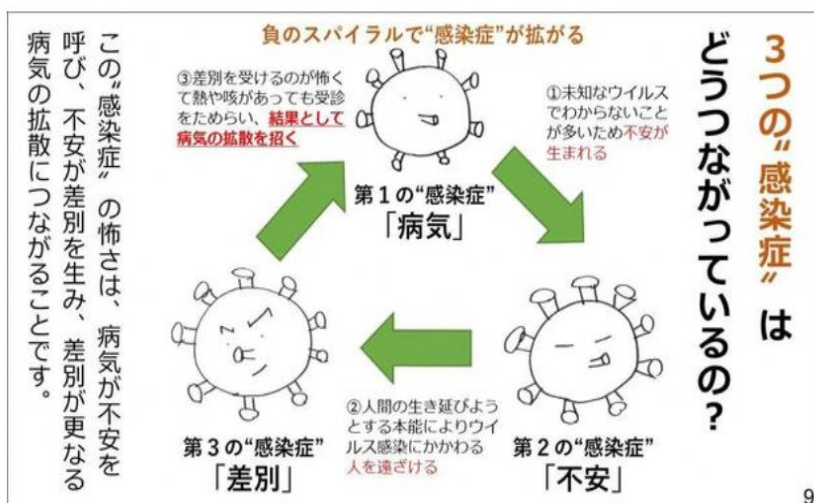 3つの“感染症”は
どうつながっているの？
負のスパイラルで“感染症”が拡がる
①未知なウイルス
でわからないこと
が多いため不安が
生まれる
第1の“感染症”
「病気」
②人間の生き延びよう
とする本能によりウイ
ルス感染にかかわる
人を遠ざける
第2の“感染症”
「不安」
③差別を受けるのが怖く
て熱や咳があっても受診
をためらい、結果として
病気の拡散を招く
第3の“感染症”
「差別」
この“感染症”の怖さは、病気が不安を
呼び、不安が差別を生み、差別が更なる
病気の拡散につながることです。
9